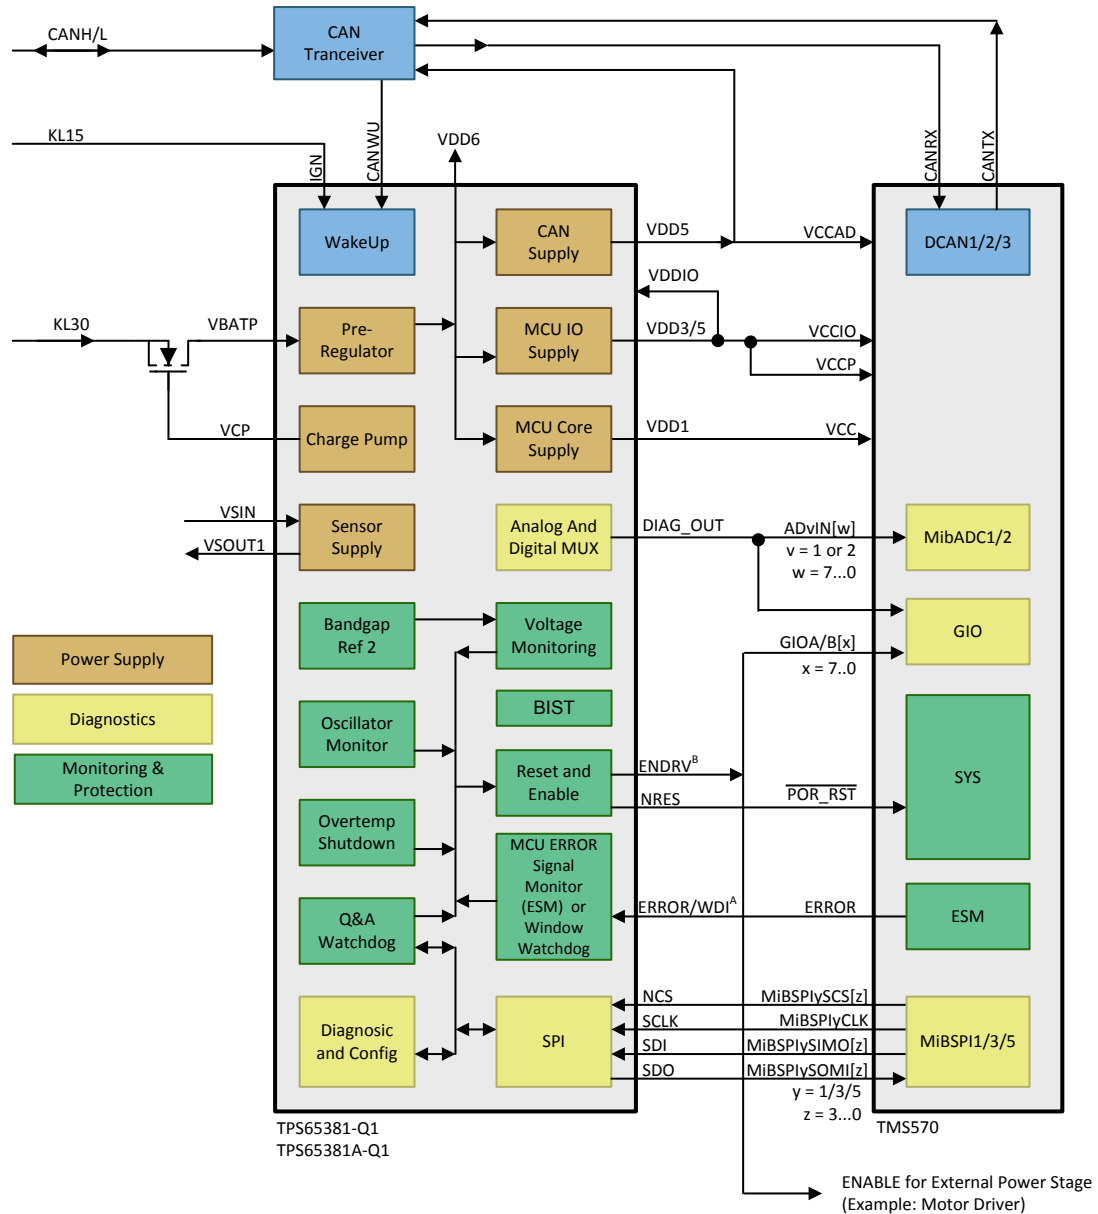 CANH/L
CAN
Tranceiver
KL15
IGN
CANWU
VDD6
CANRX
CANTX
WakeUp
CAN
Supply
VDD5
VCCAD
DCAN1/2/3
VDDIO
KL30
VBATP
Pre-
Regulator
MCU IO
Supply
VDD3/5
VCCIO
VCCP
VCP
Charge Pump
MCU Core
Supply
VDD1
VCC
VSIN
VSOUT1
Sensor
Supply
Analog And
Digital MUX
DIAG_OUT
ADvIN[w]
v = 1 or 2
w = 7...0
MibADC1/2
Bandgap
Ref 2
Voltage
Monitoring
GIOA/B[x]
x = 7..0
GIO
Power Supply
Diagnostics
Monitoring &
Protection
BIST
Oscillator
Monitor
Reset and
Enable
ENDRVB
NRES
POR_RST
SYS
Overtemp
Shutdown
MCU ERROR
Signal
Monitor
(ESM) or
Window
Watchdog
Q&A
Watchdog
ERROR/WDIA
ERROR
ESM
Diagnosic
and Config
SPI
NCS
MiBSPIySCS[z]
SCLK
MiBSPIyCLK
SDI
MiBSPIySIMO[z]
SDO
MiBSPIySOMI[z]
y = 1/3/5
z = 3...0
MiBSPI1/3/5
TPS65381-Q1
TPS65381A-Q1
TMS570
ENABLE for External Power Stage
(Example: Motor Driver)